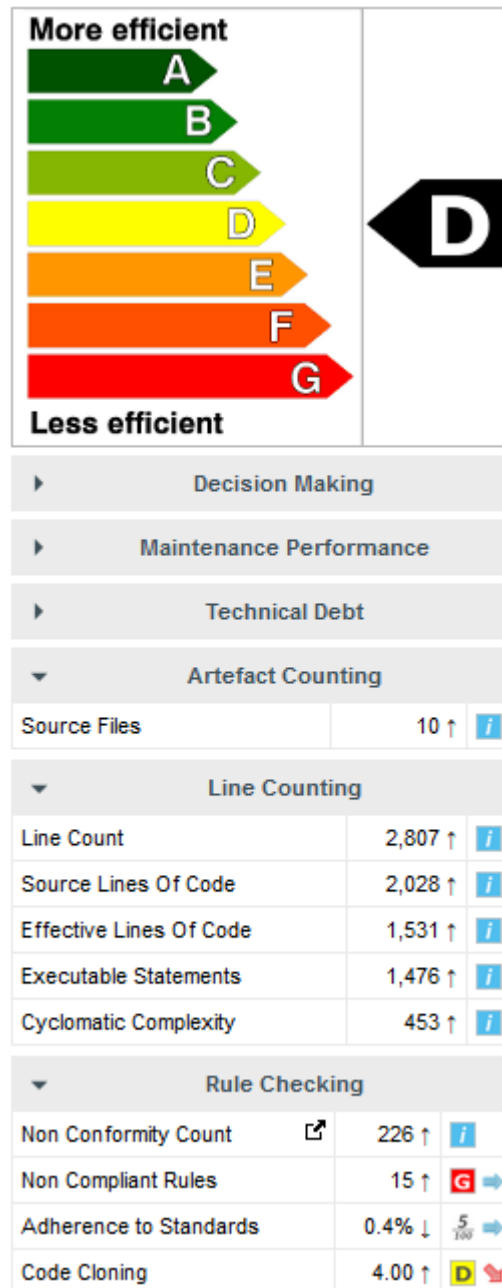 More efficient
A
B
C
D
D
E
F
G
Less efficient
Decision Making
Maintenance Performance
Technical Debt
Artefact Counting
Source Files 10 ↑ i
Line Counting
Line Count 2,807 ↑ i
Source Lines Of Code 2,028 ↑ i
Effective Lines Of Code 1,531 ↑ i
Executable Statements 1,476 ↑ i
Cyclomatic Complexity 453 ↑ i
Rule Checking
Non Conformity Count 226 ↑ i
Non Compliant Rules 15 ↑ G
Adherence to Standards 0.4% ↓ 5/100
Code Cloning 4.00 ↑ D